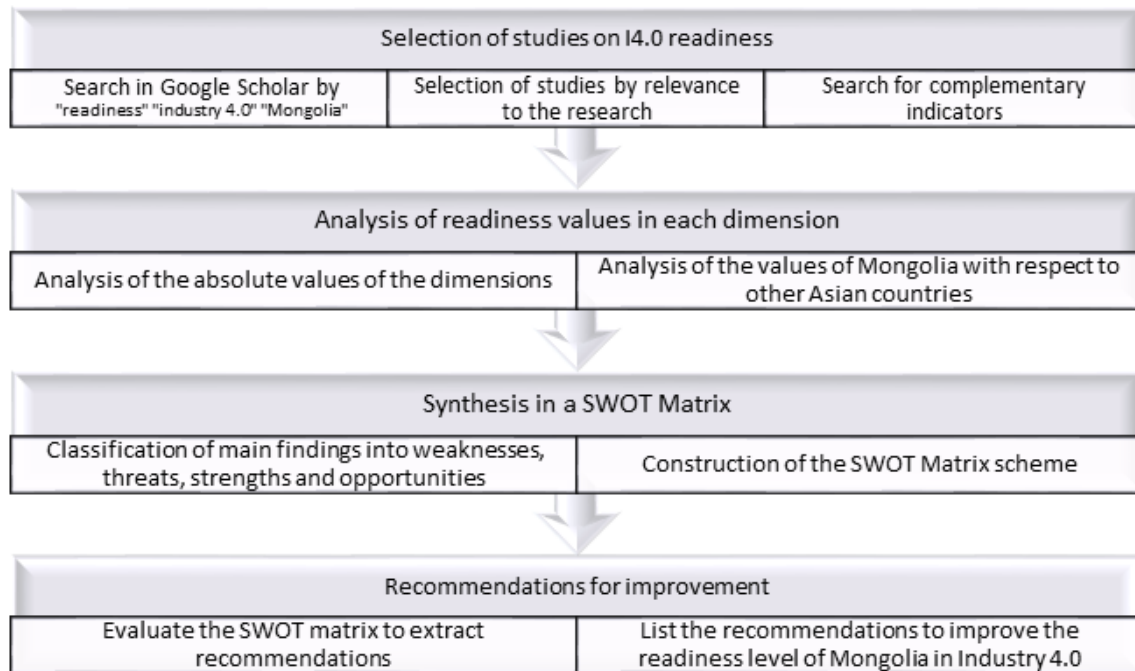 Selection of studies on I4.0 readiness
Search in Google Scholar by
"readiness" "industry 4.0" "Mongolia"
Selection of studies by relevance
to the research
Search for complementary
indicators
Analysis of readiness values in each dimension
Analysis of the absolute values of the dimensions
Analysis of the values of Mongolia with respect to
other Asian countries
Synthesis in a SWOT Matrix
Classification of main findings into weaknesses,
threats, strengths and opportunities
Construction of the SWOT Matrix scheme
Recommendations for improvement
Evaluate the SWOT matrix to extract
recommendations
List the recommendations to improve the
readiness level of Mongolia in Industry 4.0